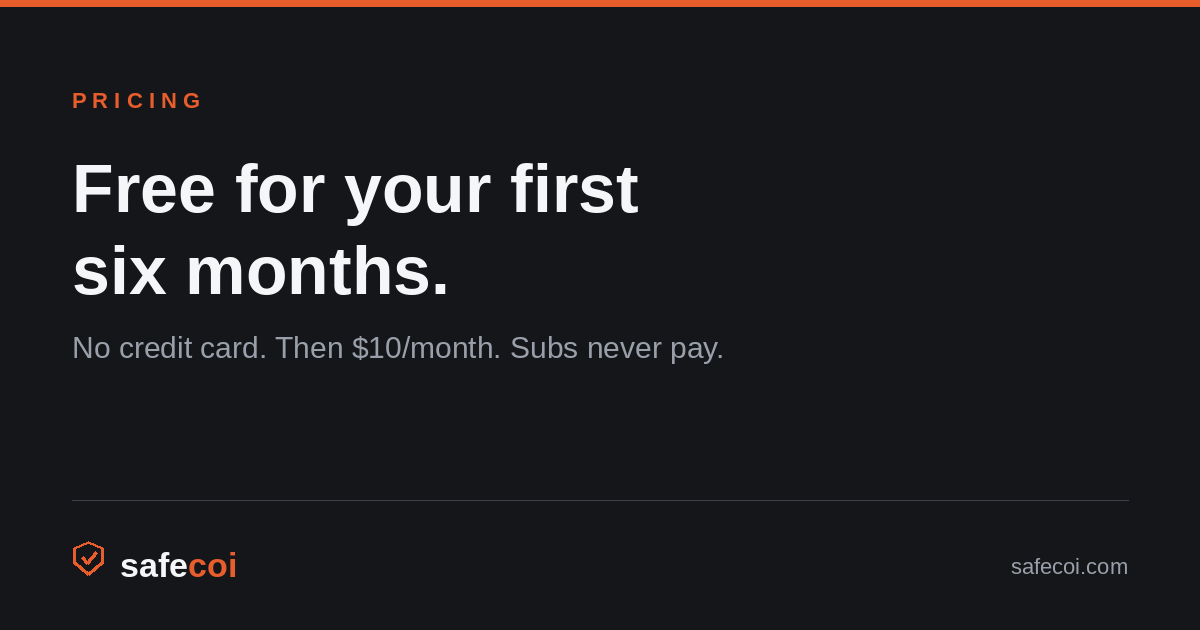 PRICING
Free for your first
six months.
No credit card. Then $10/month. Subs never pay.
safecoi
safecoi.com